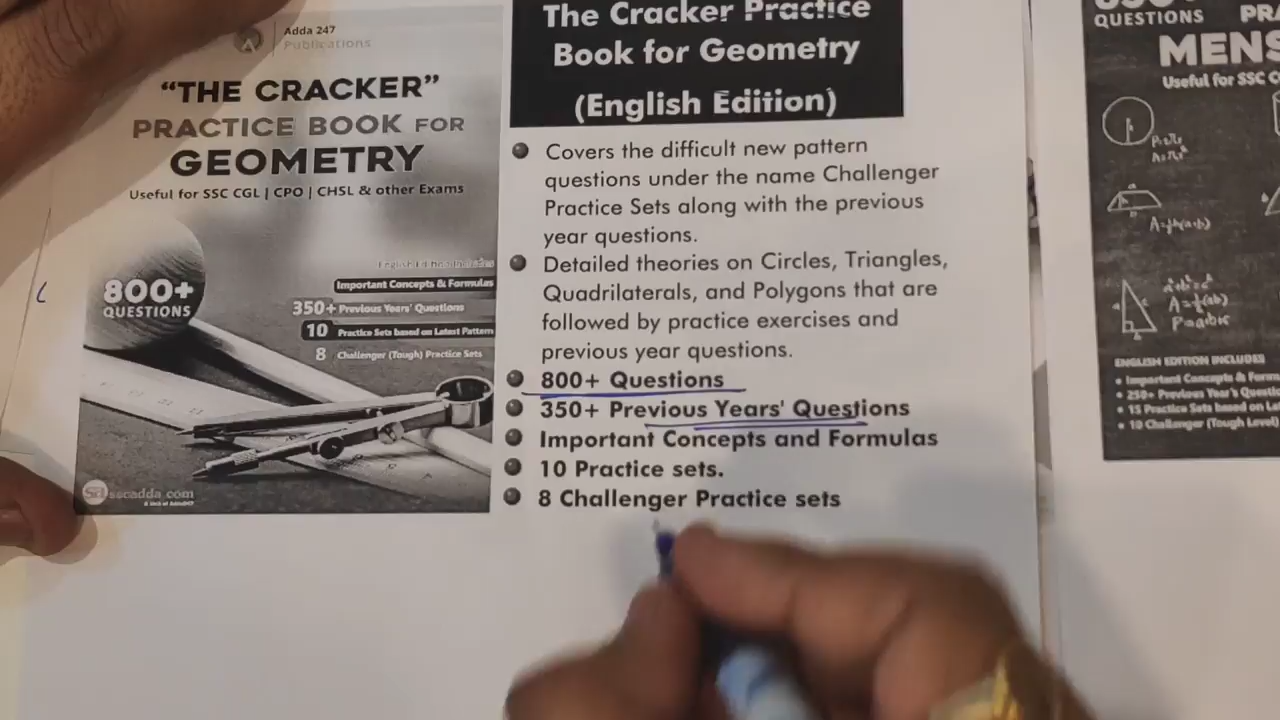 Adda 247
Publications
"THE CRACKER"
PRACTICE BOOK FOR
GEOMETRY
Useful for SSC CGL | CPO | CHSL & other Exams
English Edition Includes
Important Concepts & Formulas
800+
QUESTIONS
350+ Previous Years' Questions
10 Practice Sets based on Latest Pattern
8 Challenger (Tough) Practice Sets
sscadda.com
The Cracker Practice
Book for Geometry
(English Edition)
Covers the difficult new pattern
questions under the name Challenger
Practice Sets along with the previous
year questions.
Detailed theories on Circles, Triangles,
Quadrilaterals, and Polygons that are
followed by practice exercises and
previous year questions.
800+ Questions
350+ Previous Years' Questions
Important Concepts and Formulas
10 Practice sets.
8 Challenger Practice sets
QUESTIONS
PRA
MENS
Useful for SSC C
ENGLISH EDITION INCLUDES
• Important Concepts & Form
• 250+ Previous Year's Questi
• 15 Practice Sets based on La
• 10 Challenger (Tough Level)